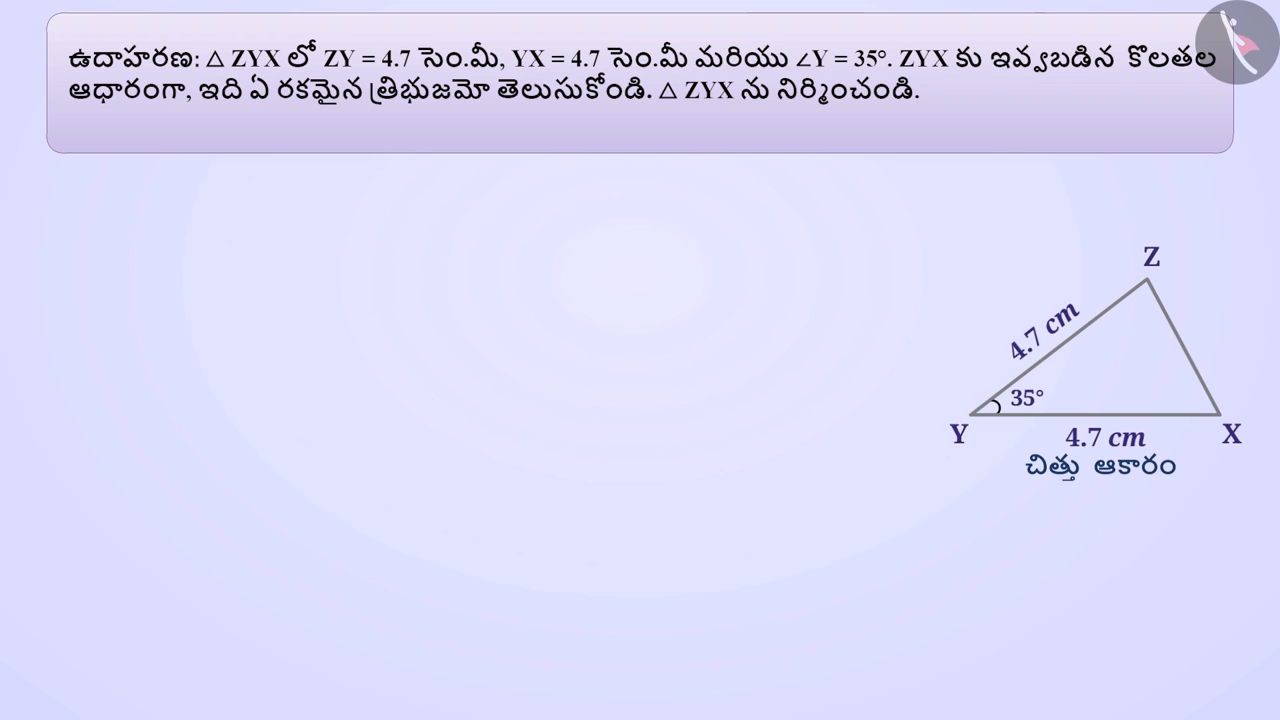 ఉదాహరణ: △ ZYX లో ZY = 4.7 సెం.మీ, YX = 4.7 సెం.మీ మరియు ∠Y = 35°. ZYX కు ఇవ్వబడిన కొలతల
ఆధారంగా, ఇది ఏ రకమైన త్రిభుజమో తెలుసుకోండి. △ ZYX ను నిర్మించండి.
Z
4.7 cm
35°
Y
4.7 cm
X
చిత్తు ఆకారం